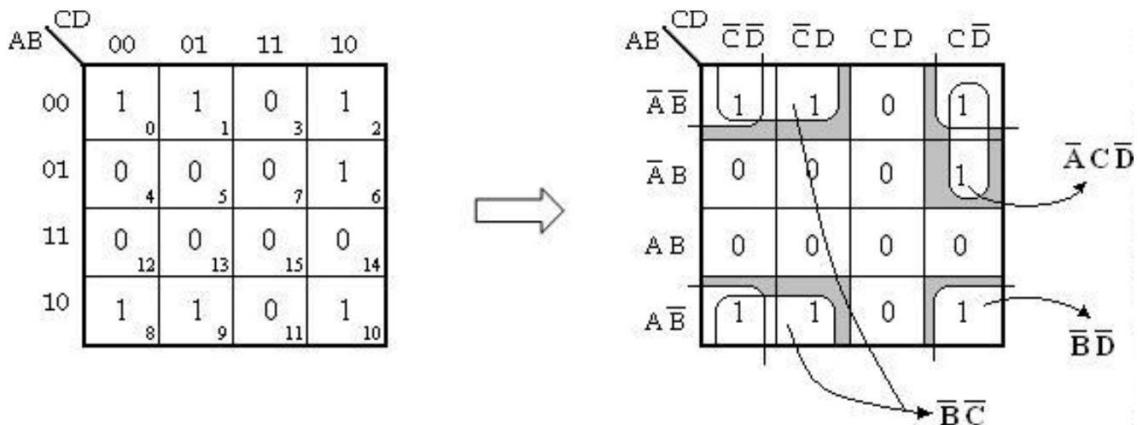 CD
AB 00 01 11 10
00 1 0 1 1 0 3 1 2
01 0 4 0 5 0 7 1 6
11 0 12 0 13 0 15 0 14
10 1 8 1 9 0 11 1 10
CD
AB C̅D̅ C̅D CD CD̅
A̅B̅ 1 1 0 1
A̅B 0 0 0 1
AB 0 0 0 0
AB̅ 1 1 0 1
A̅CD̅
B̅D̅
B̅C̅